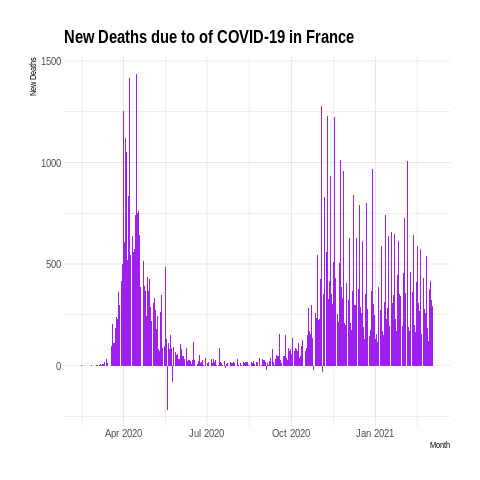 New Deaths due to of COVID-19 in France
New Deaths
1500
1000
500
0
Apr 2020 Jul 2020 Oct 2020 Jan 2021
Month